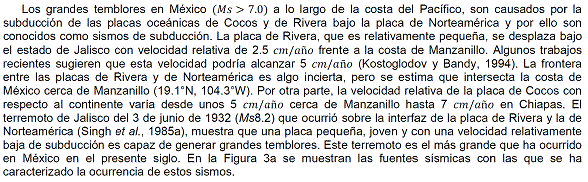 Los grandes temblores en México (Ms > 7.0) a lo largo de la costa del Pacífico, son causados por la
subducción de las placas oceánicas de Cocos y de Rivera bajo la placa de Norteamérica y por ello son
conocidos como sismos de subducción. La placa de Rivera, que es relativamente pequeña, se desplaza bajo
el estado de Jalisco con velocidad relativa de 2.5 cm/año frente a la costa de Manzanillo. Algunos trabajos
recientes sugieren que esta velocidad podría alcanzar 5 cm/año (Kostoglodov y Bandy, 1994). La frontera
entre las placas de Rivera y de Norteamérica es algo incierta, pero se estima que intersecta la costa de
México cerca de Manzanillo (19.1°N, 104.3°W). Por otra parte, la velocidad relativa de la placa de Cocos con
respecto al continente varía desde unos 5 cm/año cerca de Manzanillo hasta 7 cm/año en Chiapas. El
terremoto de Jalisco del 3 de junio de 1932 (Ms8.2) que ocurrió sobre la interfaz de la placa de Rivera y la de
Norteamérica (Singh et al., 1985a), muestra que una placa pequeña, joven y con una velocidad relativamente
baja de subducción es capaz de generar grandes temblores. Este terremoto es el más grande que ha ocurrido
en México en el presente siglo. En la Figura 3a se muestran las fuentes sísmicas con las que se ha
caracterizado la ocurrencia de estos sismos.